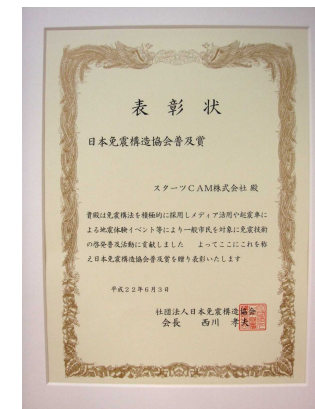 表彰状
日本免震構造協会普及賞
スターツCAM株式会社 殿
貴殿は免震構法を積極的に採用しメディア活用や起震車に
よる地震体験イベント等により一般市民を対象に免震技術
の啓発普及活動に貢献しました よってここにこれを称
え日本免震構造協会普及賞を贈り表彰いたします
平成22年6月3日
社団法人日本免震構造協会
会長 西川 孝夫